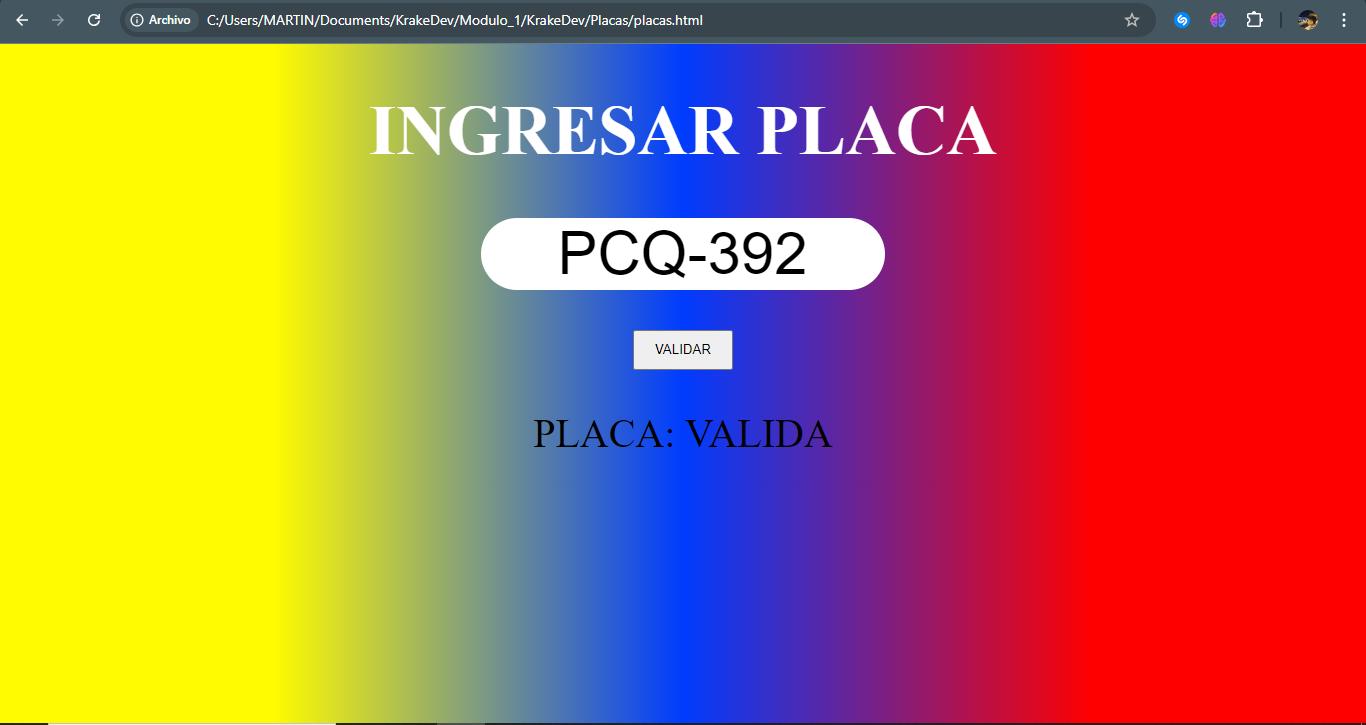 Archivo C:/Users/MARTIN/Documents/KrakeDev/Modulo_1/KrakeDev/Placas/placas.html
INGRESAR PLACA
PCQ-392
VALIDAR
PLACA: VALIDA